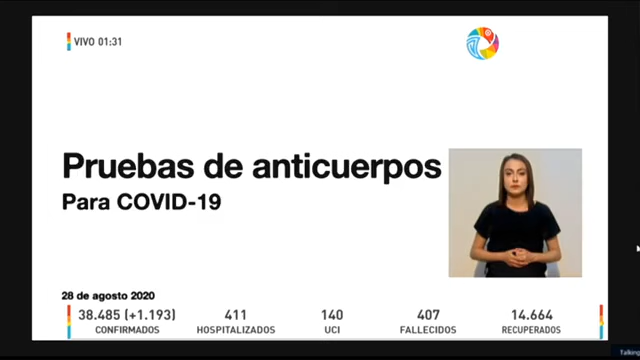 VIVO 01:31
Pruebas de anticuerpos
Para COVID-19
28 de agosto 2020
38.485 (+1.193) 411 140 407 14.664
CONFIRMADOS HOSPITALIZADOS UCI FALLECIDOS RECUPERADOS
Talking